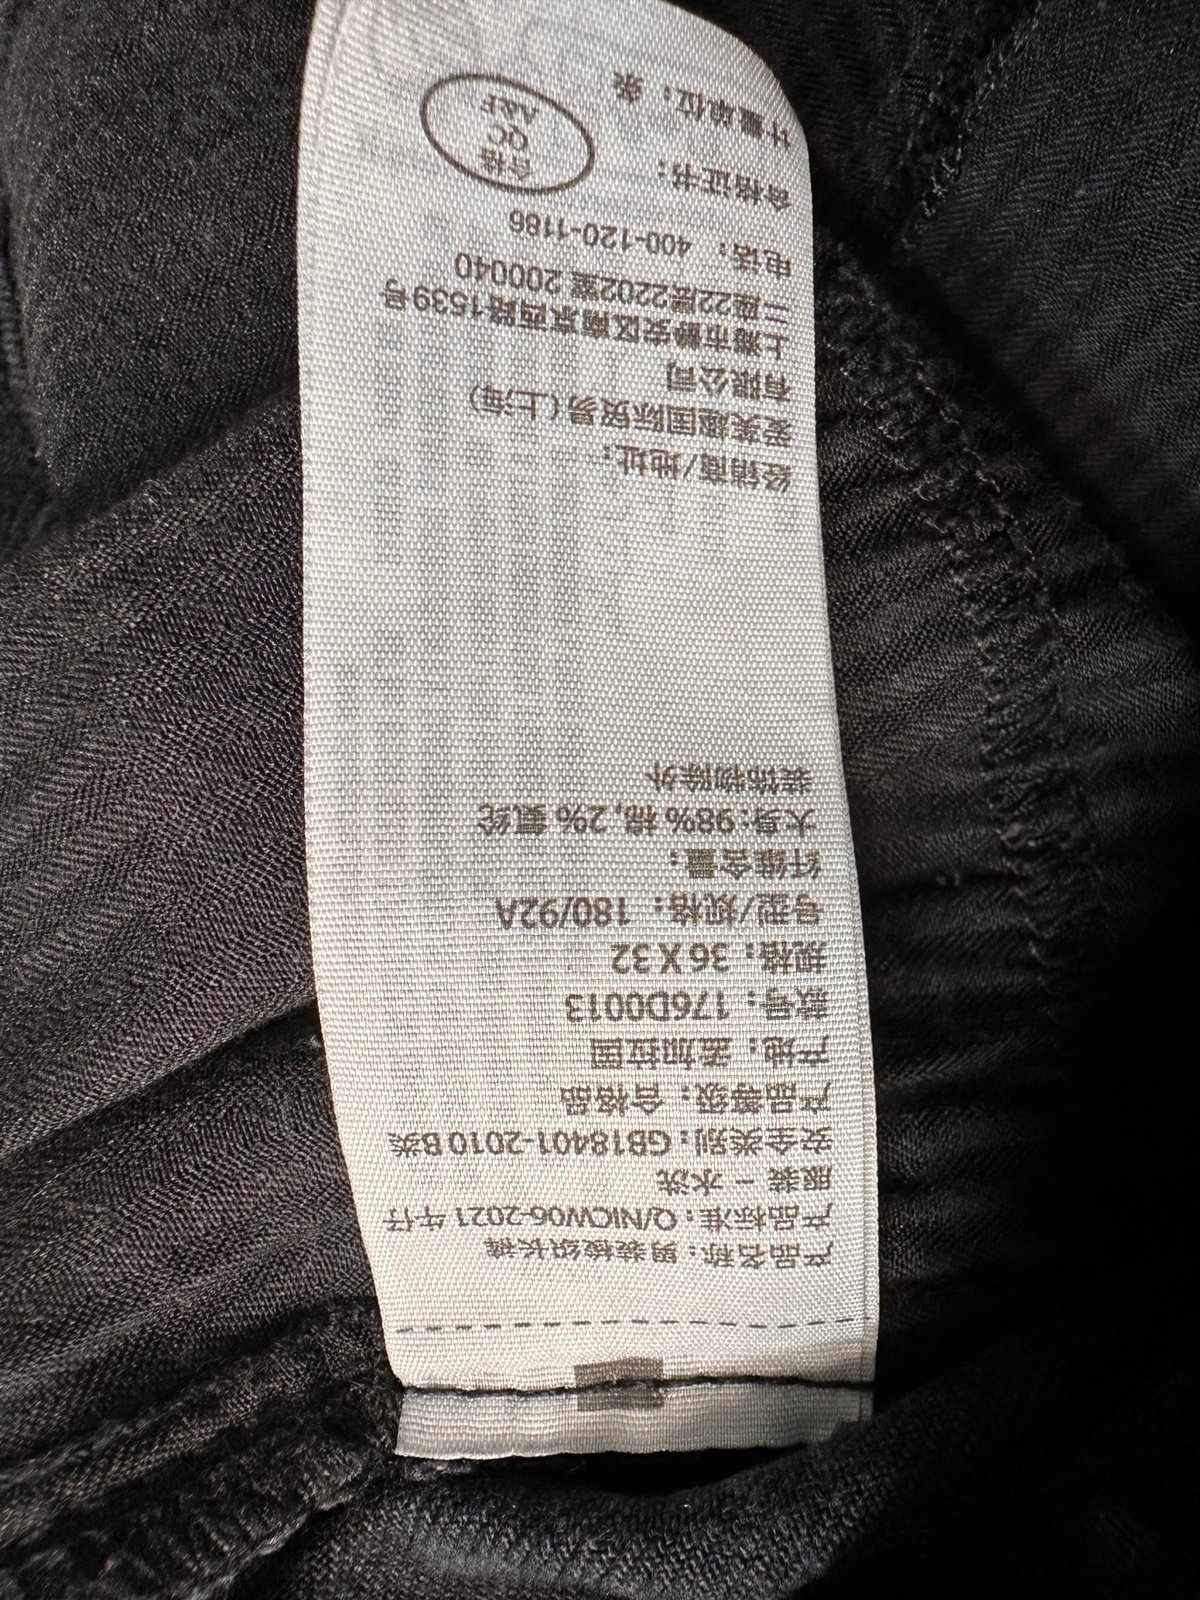 产品名称：男装梭织长裤
产品标准：Q/NICW06-2021 牛仔
服装 - 水洗
安全类别：GB18401-2010 B类
产品等级：合格品
产地：孟加拉国
款号：176D0013
规格：36 X 32
号型/规格：180/92A
纤维含量：
大身:98% 棉,2% 氨纶
装饰物除外
经销商/地址：
爱芙趣国际贸易(上海)
有限公司
上海市静安区南京西路1539号
二座22层2202室 200040
电话：400-120-1186
合格证书：
合格
QC
A&F
计量单位：条